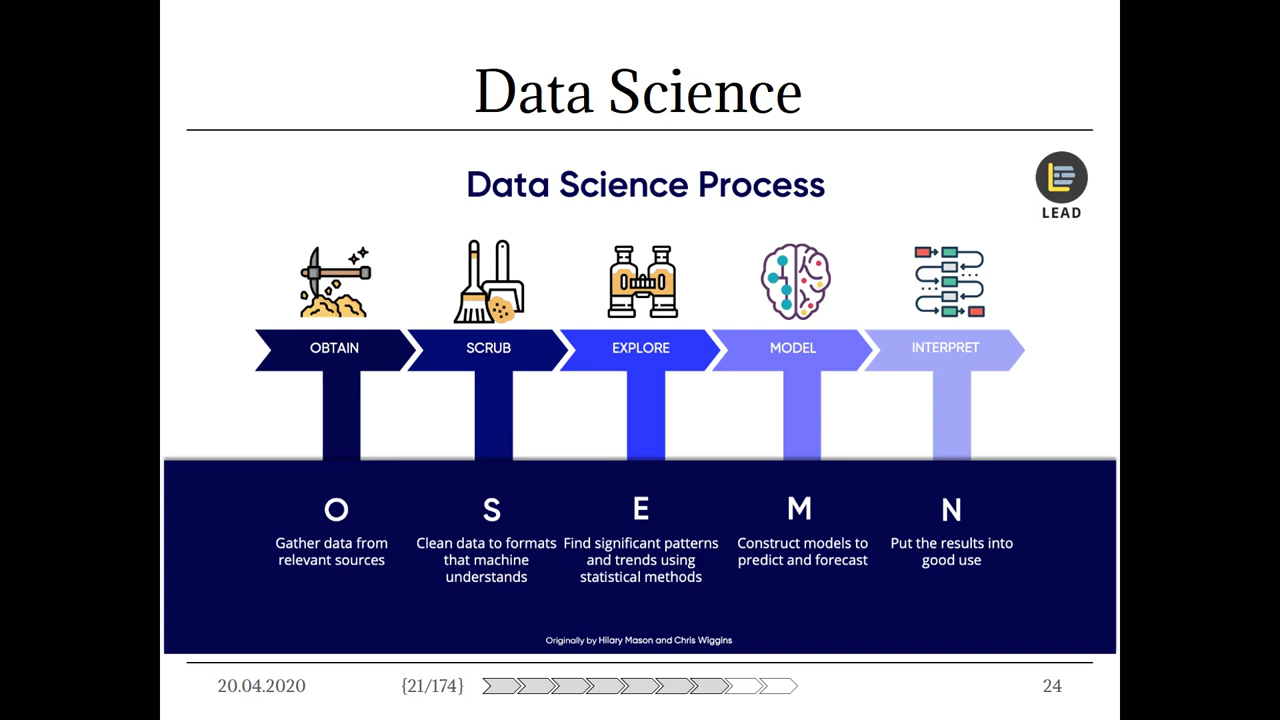 Data Science
Data Science Process
LEAD
OBTAIN
SCRUB
EXPLORE
MODEL
INTERPRET
O
Gather data from
relevant sources
S
Clean data to formats
that machine
understands
E
Find significant patterns
and trends using
statistical methods
M
Construct models to
predict and forecast
N
Put the results into
good use
Originally by Hilary Mason and Chris Wiggins
20.04.2020
{21/174}
24